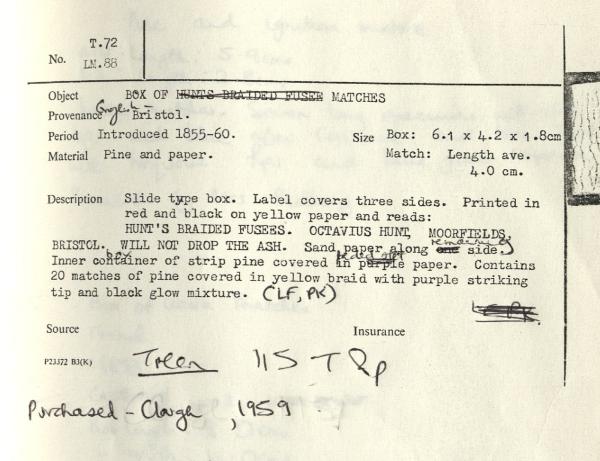 T.72
No. LM.88
Object BOX OF HUNTS BRAIDED FUSEE MATCHES
Provenance English - Bristol.
Period Introduced 1855-60. Size Box: 6.1 x 4.2 x 1.8cm
Material Pine and paper. Match: Length ave.
4.0 cm.
Description Slide type box. Label covers three sides. Printed in
red and black on yellow paper and reads:
HUNT'S BRAIDED FUSEES. OCTAVIUS HUNT, MOORFIELDS,
BRISTOL. WILL NOT DROP THE ASH. Sand paper along one remaining side.
Inner box container of strip pine covered in purple paper. Contains
20 matches of pine covered in yellow braid with purple striking
tip and black glow mixture. (LF, PK)
Source Insurance
P23372 B3(K) Treen 115 T
Purchased - Clough, 1959